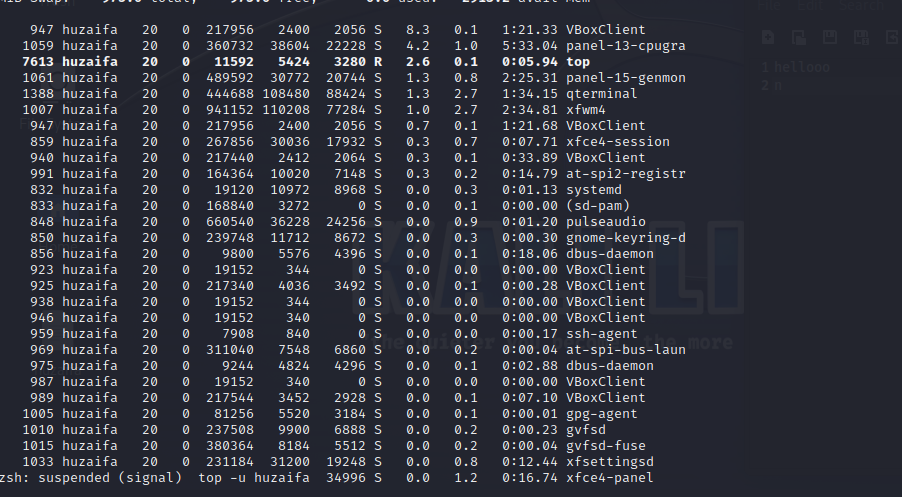 MiB Swap: 975.0 total, 975.0 free, 0.0 used. 2913.2 avail Mem
947 huzaifa 20 0 217956 2400 2056 S 8.3 0.1 1:21.33 VBoxClient
1059 huzaifa 20 0 360732 38604 22228 S 4.2 1.0 5:33.04 panel-13-cpugra
7613 huzaifa 20 0 11592 5424 3280 R 2.6 0.1 0:05.94 top
1061 huzaifa 20 0 489592 30772 20744 S 1.3 0.8 2:25.31 panel-15-genmon
1388 huzaifa 20 0 444688 108480 88424 S 1.3 2.7 1:34.15 qterminal
1007 huzaifa 20 0 941152 110208 77284 S 1.0 2.7 2:34.81 xfwm4
947 huzaifa 20 0 217956 2400 2056 S 0.7 0.1 1:21.68 VBoxClient
859 huzaifa 20 0 267856 30036 17932 S 0.3 0.7 0:07.71 xfce4-session
940 huzaifa 20 0 217440 2412 2064 S 0.3 0.1 0:33.89 VBoxClient
991 huzaifa 20 0 164364 10020 7148 S 0.3 0.2 0:14.79 at-spi2-registr
832 huzaifa 20 0 19120 10972 8968 S 0.0 0.3 0:01.13 systemd
833 huzaifa 20 0 168840 3272 0 S 0.0 0.1 0:00.00 (sd-pam)
848 huzaifa 20 0 660540 36228 24256 S 0.0 0.9 0:01.20 pulseaudio
850 huzaifa 20 0 239748 11712 8672 S 0.0 0.3 0:00.30 gnome-keyring-d
856 huzaifa 20 0 9800 5576 4396 S 0.0 0.1 0:18.06 dbus-daemon
923 huzaifa 20 0 19152 344 0 S 0.0 0.0 0:00.00 VBoxClient
925 huzaifa 20 0 217340 4036 3492 S 0.0 0.1 0:00.28 VBoxClient
938 huzaifa 20 0 19152 344 0 S 0.0 0.0 0:00.00 VBoxClient
946 huzaifa 20 0 19152 340 0 S 0.0 0.0 0:00.00 VBoxClient
959 huzaifa 20 0 7908 840 0 S 0.0 0.0 0:00.17 ssh-agent
969 huzaifa 20 0 311040 7548 6860 S 0.0 0.2 0:00.04 at-spi-bus-laun
975 huzaifa 20 0 9244 4824 4296 S 0.0 0.1 0:02.88 dbus-daemon
987 huzaifa 20 0 19152 340 0 S 0.0 0.0 0:00.00 VBoxClient
989 huzaifa 20 0 217544 3452 2928 S 0.0 0.1 0:07.10 VBoxClient
1005 huzaifa 20 0 81256 5520 3184 S 0.0 0.1 0:00.01 gpg-agent
1010 huzaifa 20 0 237508 9900 6888 S 0.0 0.2 0:00.23 gvfsd
1015 huzaifa 20 0 380364 8184 5512 S 0.0 0.2 0:00.04 gvfsd-fuse
1033 huzaifa 20 0 231184 31200 19248 S 0.0 0.8 0:12.44 xfsettingsd
zsh: suspended (signal) top -u huzaifa 34996 S 0.0 1.2 0:16.74 xfce4-panel
File Edit Search
1 hellooo
2 p
KA LI
the more